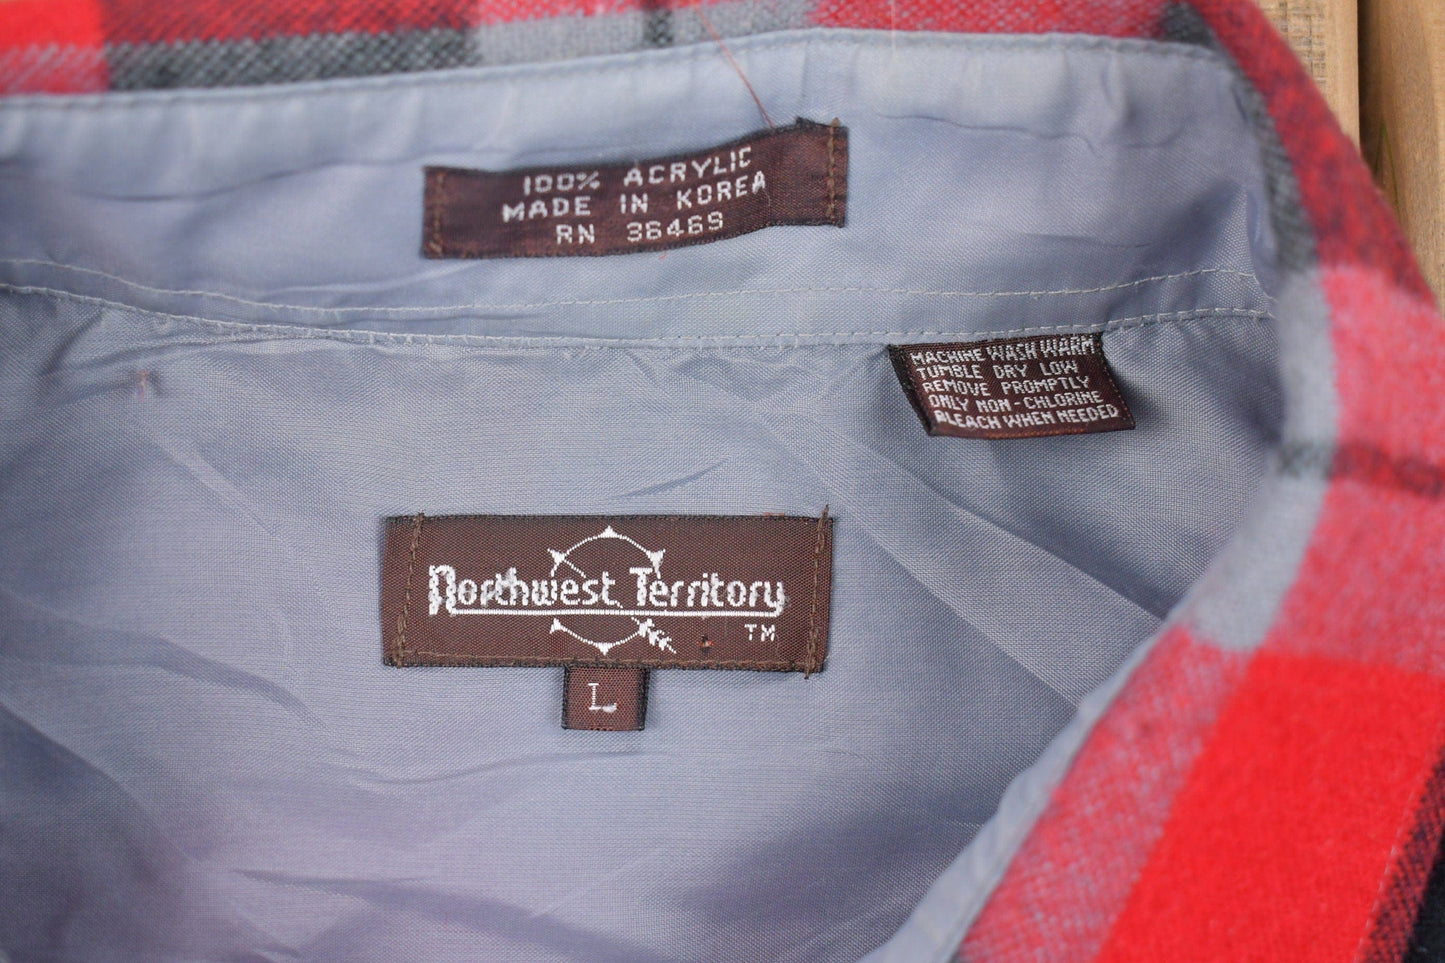 100% ACRYLIC
MADE IN KOREA
RN 36469
MACHINE WASH WARM
TUMBLE DRY LOW
REMOVE PROMPTLY
ONLY NON-CHLORINE
BLEACH WHEN NEEDED
Northwest Territory
TM
L